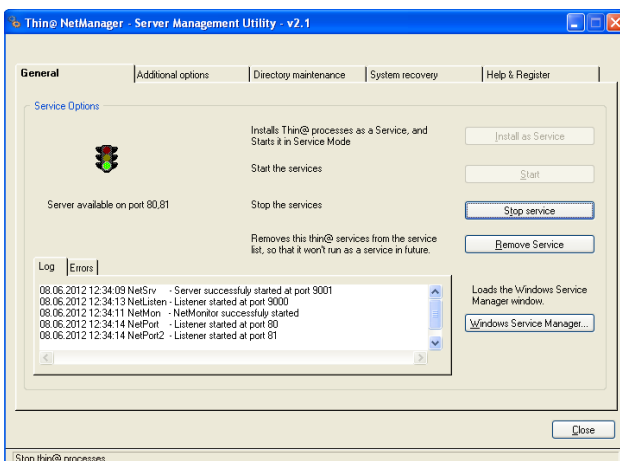 Thin@ NetManager - Server Management Utility - v2.1
General
Additional options
Directory maintenance
System recovery
Help & Register
Service Options
Installs Thin@ processes as a Service, and
Starts it in Service Mode
Install as Service
Start the services
Start
Server available on port 80,81
Stop the services
Stop service
Removes this thin@ services from the service
list, so that it won't run as a service in future.
Remove Service
Log
Errors
08.06.2012 12:34:09 NetSrv - Server successfuly started at port 9001
08.06.2012 12:34:13 NetListen - Listener started at port 9000
08.06.2012 12:34:11 NetMon - NetMonitor successfuly started
08.06.2012 12:34:14 NetPort - Listener started at port 80
08.06.2012 12:34:14 NetPort2 - Listener started at port 81
Loads the Windows Service
Manager window.
Windows Service Manager...
Close
Stop thin@ processes